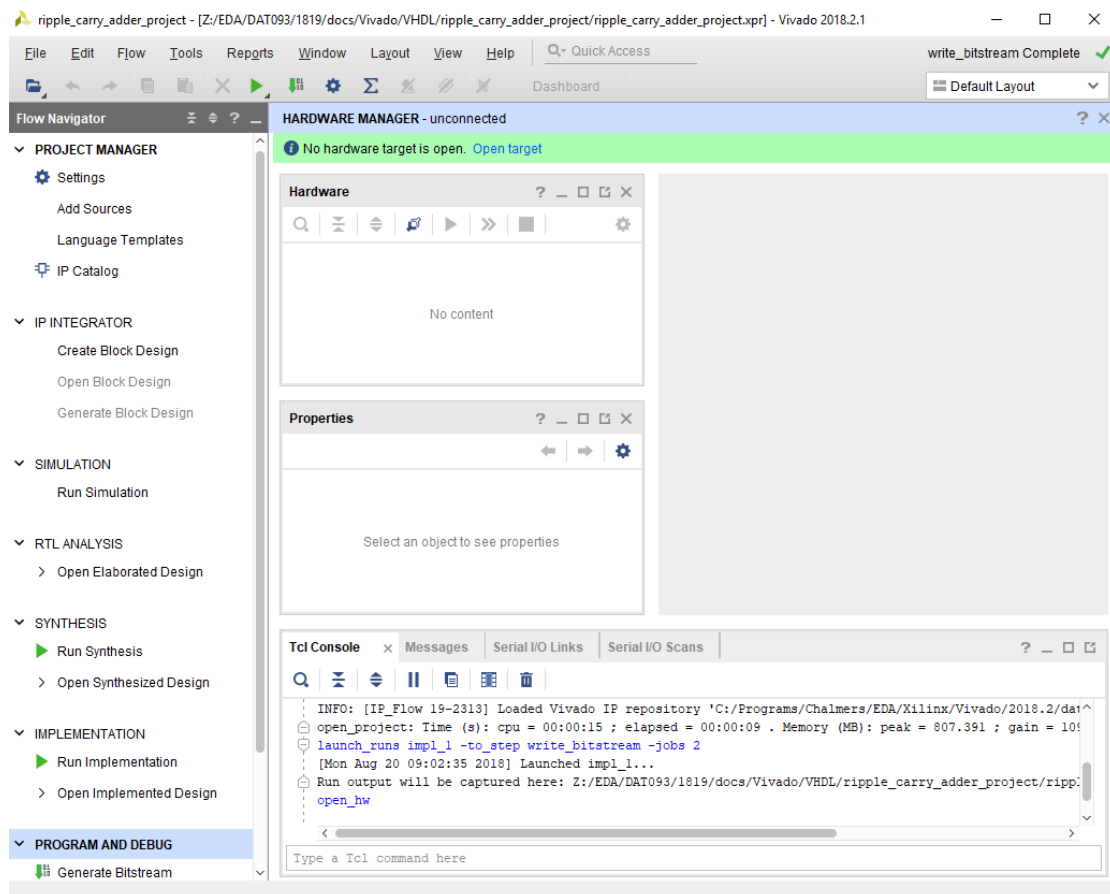 ripple_carry_adder_project - [Z:/EDA/DAT093/1819/docs/Vivado/VHDL/ripple_carry_adder_project/ripple_carry_adder_project.xpr] - Vivado 2018.2.1
File Edit Flow Tools Reports Window Layout View Help Quick Access write_bitstream Complete
Dashboard Default Layout
Flow Navigator
PROJECT MANAGER
Settings
Add Sources
Language Templates
IP Catalog
IP INTEGRATOR
Create Block Design
Open Block Design
Generate Block Design
SIMULATION
Run Simulation
RTL ANALYSIS
Open Elaborated Design
SYNTHESIS
Run Synthesis
Open Synthesized Design
IMPLEMENTATION
Run Implementation
Open Implemented Design
PROGRAM AND DEBUG
Generate Bitstream
HARDWARE MANAGER - unconnected
No hardware target is open. Open target
Hardware
No content
Properties
Select an object to see properties
Tcl Console Messages Serial I/O Links Serial I/O Scans
INFO: [IP_Flow 19-2313] Loaded Vivado IP repository 'C:/Programs/Chalmers/EDA/Xilinx/Vivado/2018.2/dat
open_project: Time (s): cpu = 00:00:15 ; elapsed = 00:00:09 . Memory (MB): peak = 807.391 ; gain = 109
launch_runs impl_1 -to_step write_bitstream -jobs 2
[Mon Aug 20 09:02:35 2018] Launched impl_1...
Run output will be captured here: Z:/EDA/DAT093/1819/docs/Vivado/VHDL/ripple_carry_adder_project/rippl
open_hw
Type a Tcl command here